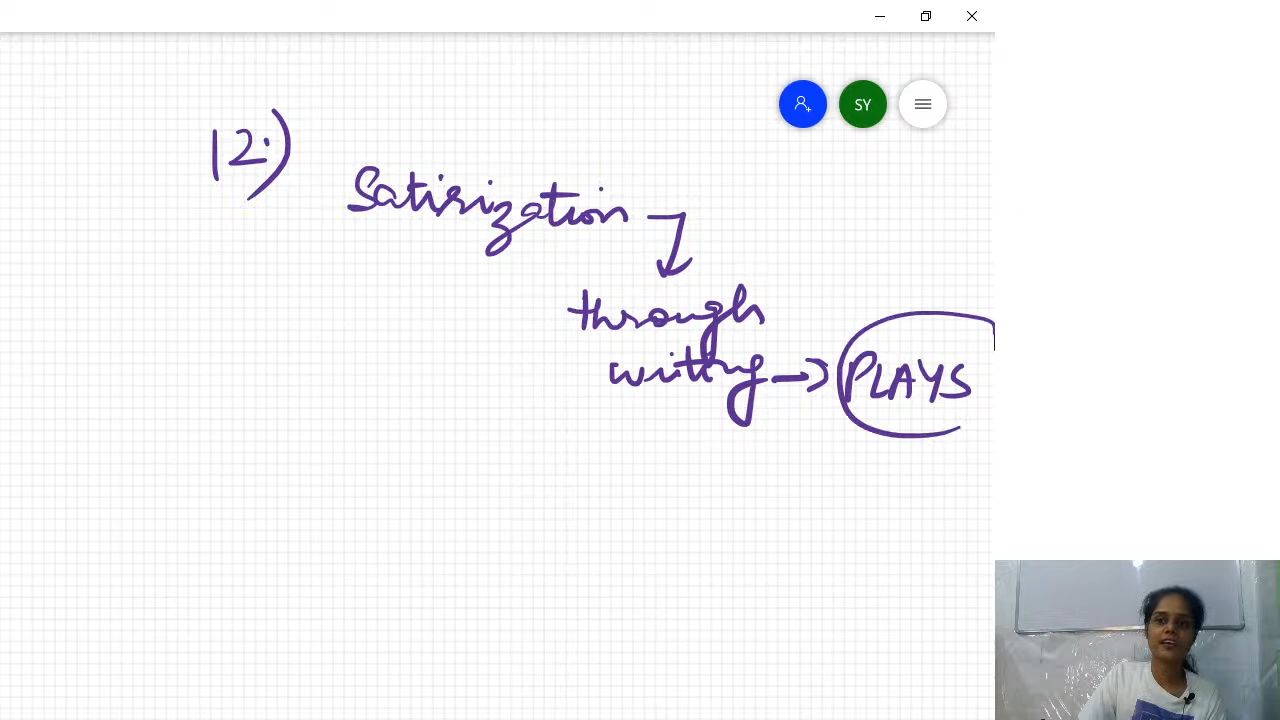 SY
12.)
Satirization
through
writing → PLAYS